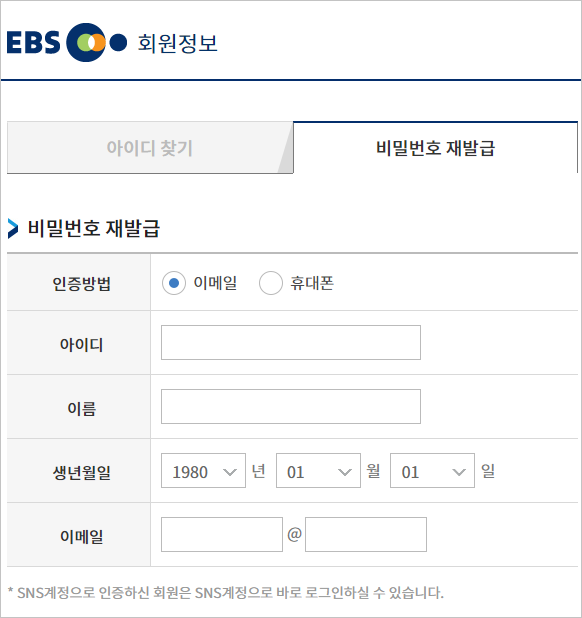 EBS 회원정보
아이디 찾기 비밀번호 재발급
비밀번호 재발급
인증방법 이메일 휴대폰
아이디
이름
생년월일 1980 년 01 월 01 일
이메일 @
* SNS계정으로 인증하신 회원은 SNS계정으로 바로 로그인하실 수 있습니다.